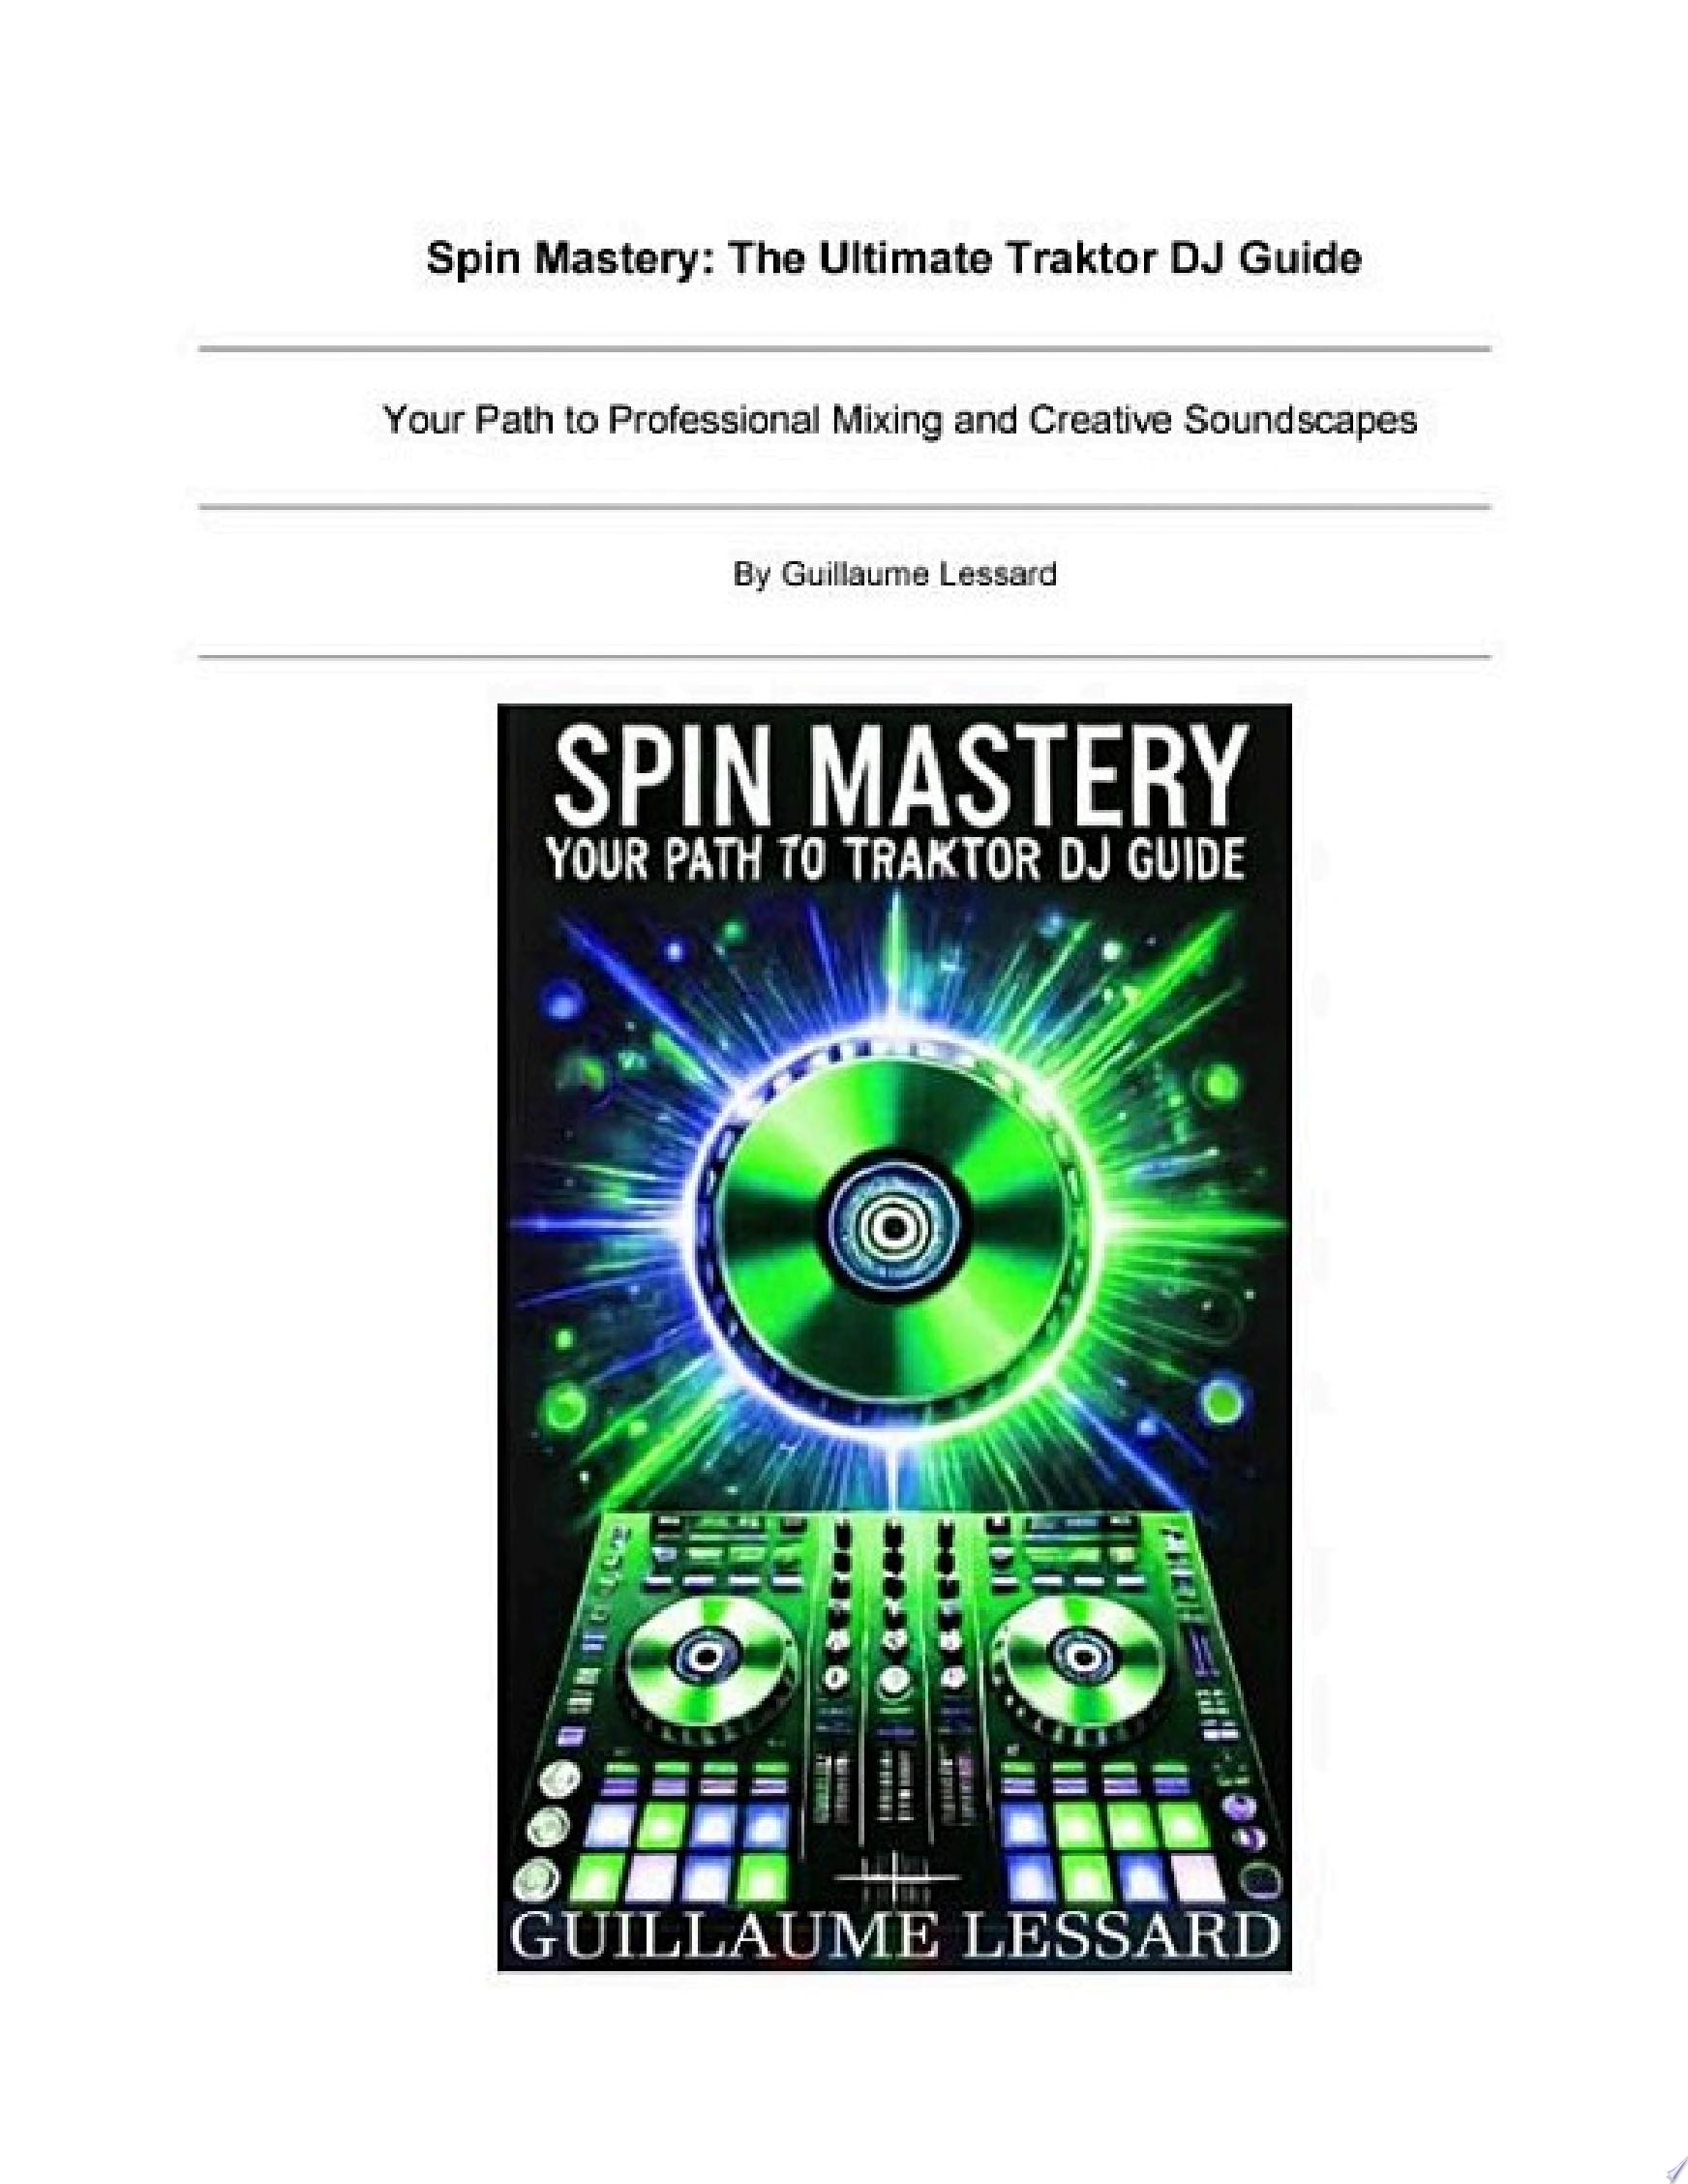 Spin Mastery: The Ultimate Traktor DJ Guide
Your Path to Professional Mixing and Creative Soundscapes
By Guillaume Lessard
SPIN MASTERY
YOUR PATH TO TRAKTOR DJ GUIDE
GUILLAUME LESSARD